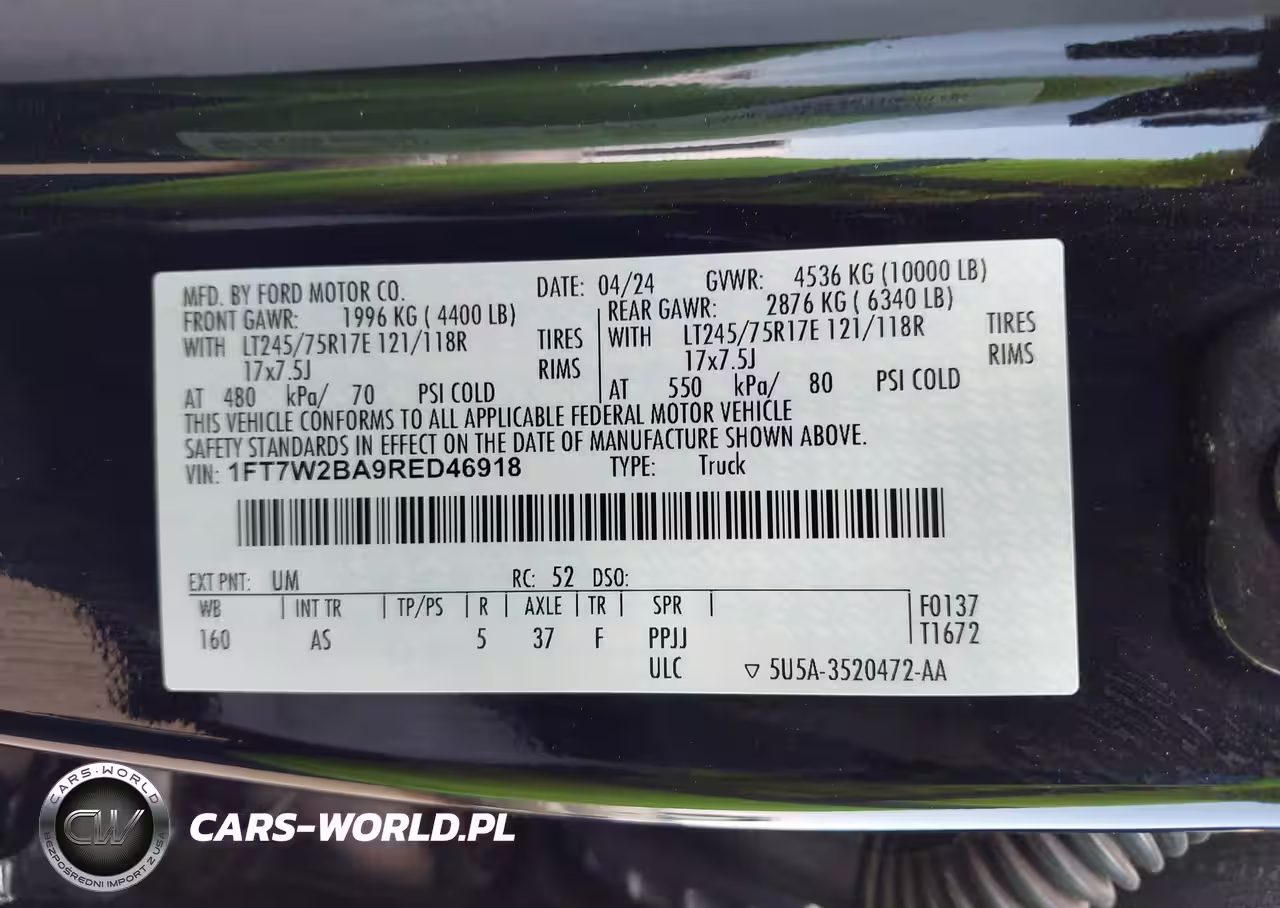 MFD. BY FORD MOTOR CO. DATE: 04/24 GVWR: 4536 KG (10000 LB)
FRONT GAWR: 1996 KG ( 4400 LB) REAR GAWR: 2876 KG ( 6340 LB)
WITH LT245/75R17E 121/118R TIRES WITH LT245/75R17E 121/118R TIRES
17x7.5J RIMS 17x7.5J RIMS
AT 480 kPa/ 70 PSI COLD AT 550 kPa/ 80 PSI COLD
THIS VEHICLE CONFORMS TO ALL APPLICABLE FEDERAL MOTOR VEHICLE
SAFETY STANDARDS IN EFFECT ON THE DATE OF MANUFACTURE SHOWN ABOVE.
VIN: 1FT7W2BA9RED46918 TYPE: Truck
EXT PNT: UM RC: 52 DSO:
WB INT TR TP/PS R AXLE TR SPR F0137
160 AS 5 37 F PPJJ T1672
ULC ▽ 5U5A-3520472-AA
CARS-WORLD
CW
BEZPOŚREDNI IMPORT Z USA
CARS-WORLD.PL